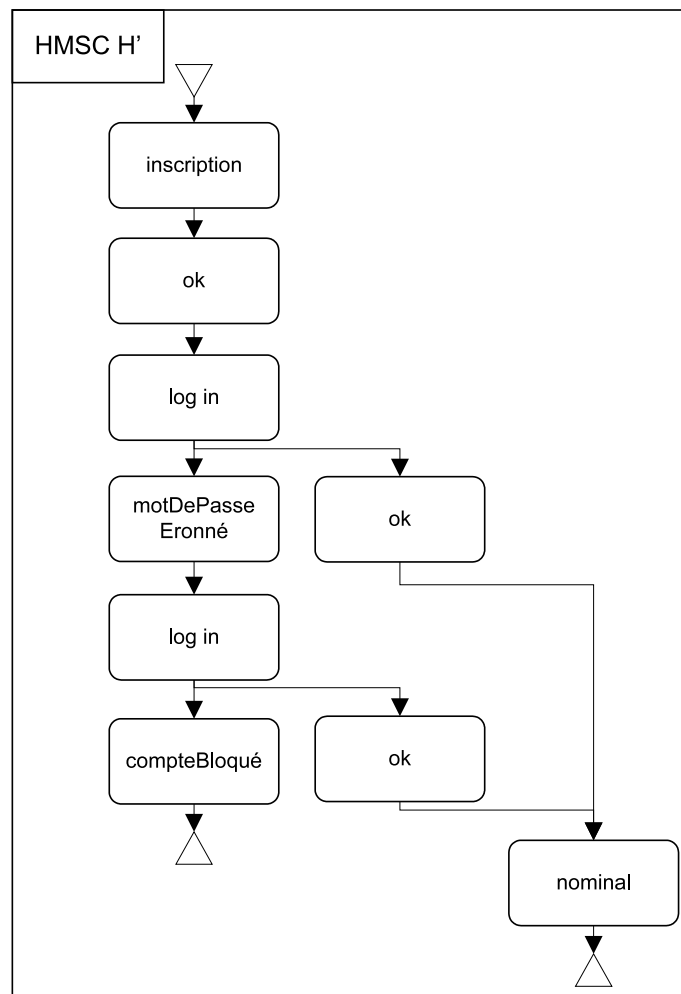 HMSC H’
inscription
ok
log in
motDePasse
Eronné
ok
log in
compteBloqué
ok
nominal